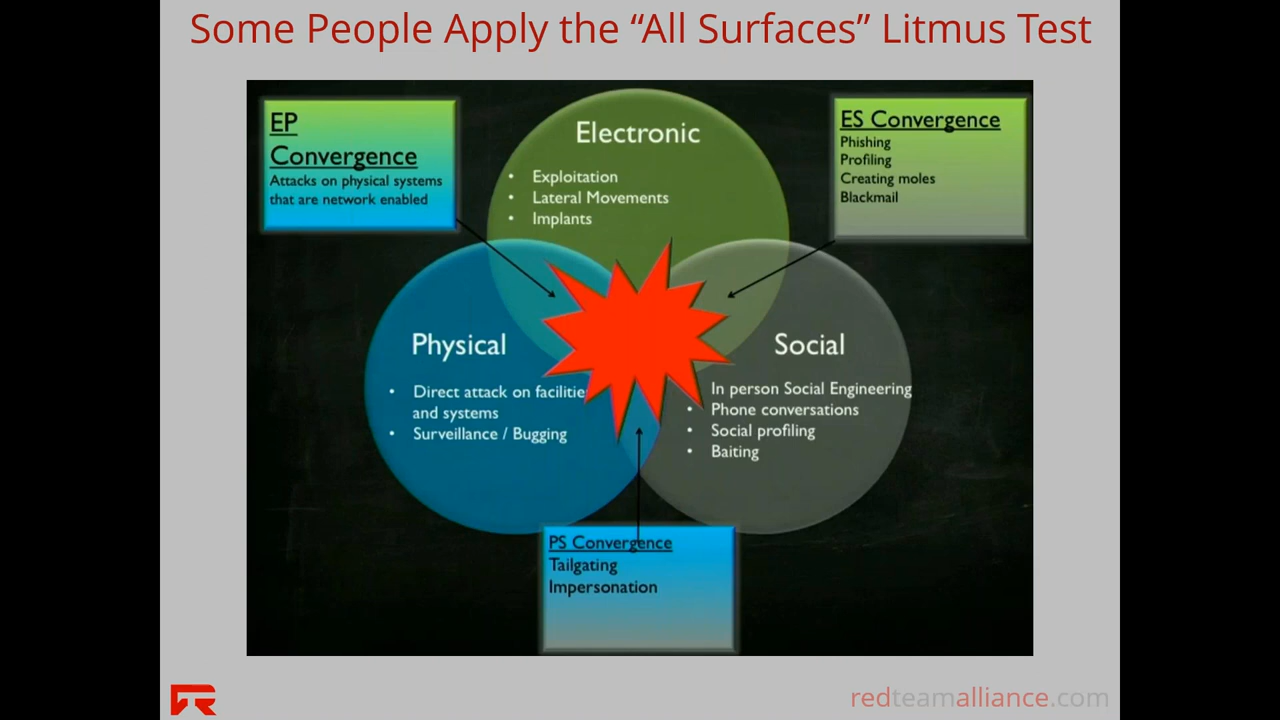 Some People Apply the “All Surfaces” Litmus Test
EP
Convergence
Attacks on physical systems
that are network enabled
Electronic
• Exploitation
• Lateral Movements
• Implants
ES Convergence
Phishing
Profiling
Creating moles
Blackmail
Physical
• Direct attack on facilitie
and systems
• Surveillance / Bugging
Social
In person Social Engineering
• Phone conversations
• Social profiling
• Baiting
PS Convergence
Tailgating
Impersonation
redteamalliance.com